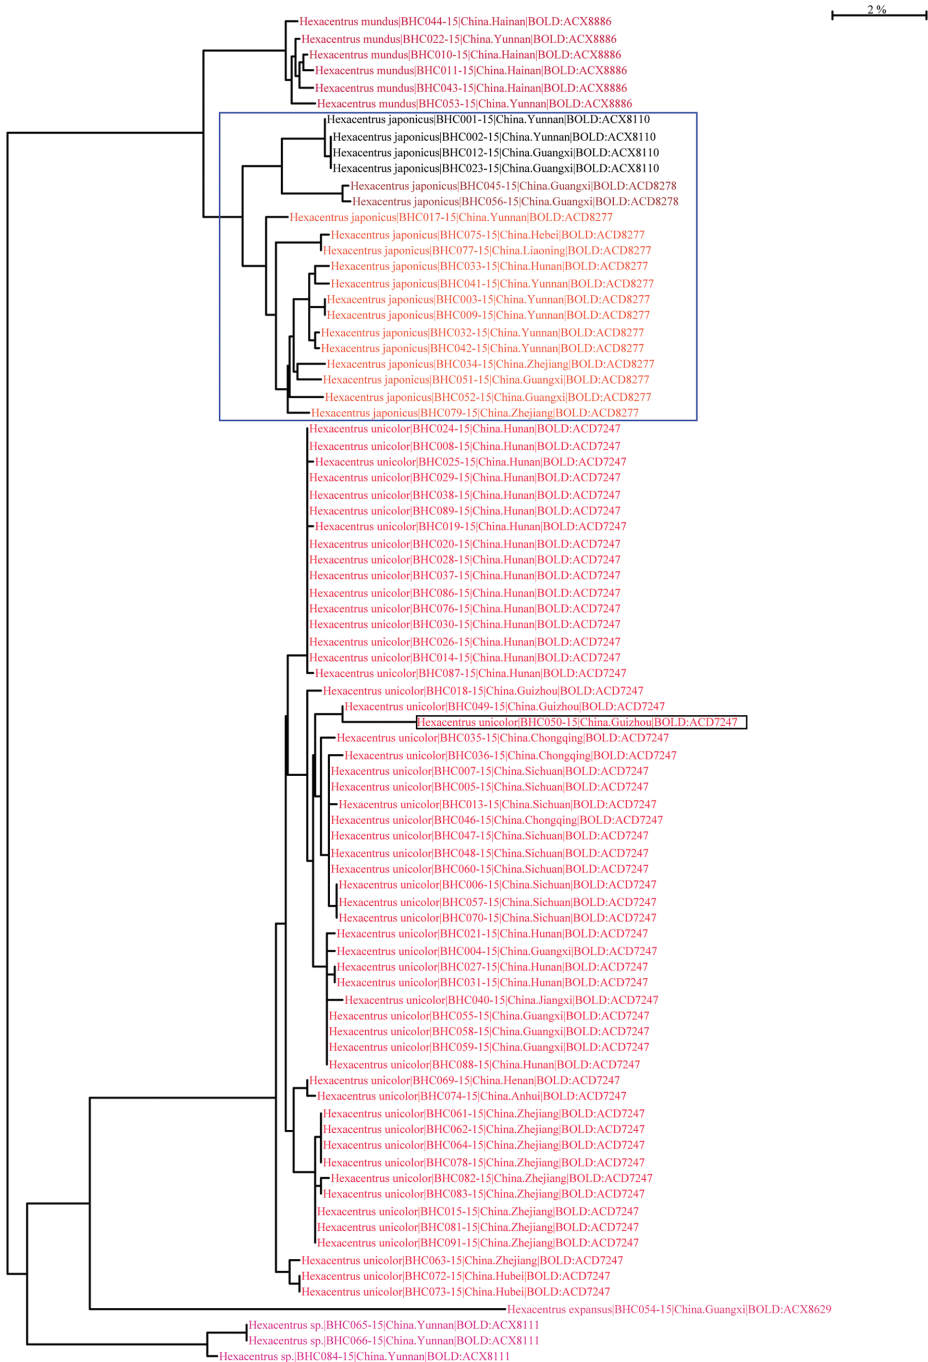 2 %
Hexacentrus mundus|BHC044-15|China.Hainan|BOLD:ACX8886
Hexacentrus mundus|BHC022-15|China.Yunnan|BOLD:ACX8886
Hexacentrus mundus|BHC010-15|China.Hainan|BOLD:ACX8886
Hexacentrus mundus|BHC011-15|China.Hainan|BOLD:ACX8886
Hexacentrus mundus|BHC043-15|China.Hainan|BOLD:ACX8886
Hexacentrus mundus|BHC053-15|China.Yunnan|BOLD:ACX8886
Hexacentrus japonicus|BHC001-15|China.Yunnan|BOLD:ACX8110
Hexacentrus japonicus|BHC002-15|China.Yunnan|BOLD:ACX8110
Hexacentrus japonicus|BHC012-15|China.Guangxi|BOLD:ACX8110
Hexacentrus japonicus|BHC023-15|China.Guangxi|BOLD:ACX8110
Hexacentrus japonicus|BHC045-15|China.Guangxi|BOLD:ACD8278
Hexacentrus japonicus|BHC056-15|China.Guangxi|BOLD:ACD8278
Hexacentrus japonicus|BHC017-15|China.Yunnan|BOLD:ACD8277
Hexacentrus japonicus|BHC075-15|China.Hebei|BOLD:ACD8277
Hexacentrus japonicus|BHC077-15|China.Liaoning|BOLD:ACD8277
Hexacentrus japonicus|BHC033-15|China.Hunan|BOLD:ACD8277
Hexacentrus japonicus|BHC041-15|China.Yunnan|BOLD:ACD8277
Hexacentrus japonicus|BHC003-15|China.Yunnan|BOLD:ACD8277
Hexacentrus japonicus|BHC009-15|China.Yunnan|BOLD:ACD8277
Hexacentrus japonicus|BHC032-15|China.Yunnan|BOLD:ACD8277
Hexacentrus japonicus|BHC042-15|China.Yunnan|BOLD:ACD8277
Hexacentrus japonicus|BHC034-15|China.Zhejiang|BOLD:ACD8277
Hexacentrus japonicus|BHC051-15|China.Guangxi|BOLD:ACD8277
Hexacentrus japonicus|BHC052-15|China.Guangxi|BOLD:ACD8277
Hexacentrus japonicus|BHC079-15|China.Zhejiang|BOLD:ACD8277
Hexacentrus unicolor|BHC024-15|China.Hunan|BOLD:ACD7247
Hexacentrus unicolor|BHC008-15|China.Hunan|BOLD:ACD7247
Hexacentrus unicolor|BHC025-15|China.Hunan|BOLD:ACD7247
Hexacentrus unicolor|BHC029-15|China.Hunan|BOLD:ACD7247
Hexacentrus unicolor|BHC038-15|China.Hunan|BOLD:ACD7247
Hexacentrus unicolor|BHC089-15|China.Hunan|BOLD:ACD7247
Hexacentrus unicolor|BHC019-15|China.Hunan|BOLD:ACD7247
Hexacentrus unicolor|BHC020-15|China.Hunan|BOLD:ACD7247
Hexacentrus unicolor|BHC028-15|China.Hunan|BOLD:ACD7247
Hexacentrus unicolor|BHC037-15|China.Hunan|BOLD:ACD7247
Hexacentrus unicolor|BHC086-15|China.Hunan|BOLD:ACD7247
Hexacentrus unicolor|BHC076-15|China.Hunan|BOLD:ACD7247
Hexacentrus unicolor|BHC030-15|China.Hunan|BOLD:ACD7247
Hexacentrus unicolor|BHC026-15|China.Hunan|BOLD:ACD7247
Hexacentrus unicolor|BHC014-15|China.Hunan|BOLD:ACD7247
Hexacentrus unicolor|BHC087-15|China.Hunan|BOLD:ACD7247
Hexacentrus unicolor|BHC018-15|China.Guizhou|BOLD:ACD7247
Hexacentrus unicolor|BHC049-15|China.Guizhou|BOLD:ACD7247
Hexacentrus unicolor|BHC050-15|China.Guizhou|BOLD:ACD7247
Hexacentrus unicolor|BHC035-15|China.Chongqing|BOLD:ACD7247
Hexacentrus unicolor|BHC036-15|China.Chongqing|BOLD:ACD7247
Hexacentrus unicolor|BHC007-15|China.Sichuan|BOLD:ACD7247
Hexacentrus unicolor|BHC005-15|China.Sichuan|BOLD:ACD7247
Hexacentrus unicolor|BHC013-15|China.Sichuan|BOLD:ACD7247
Hexacentrus unicolor|BHC046-15|China.Chongqing|BOLD:ACD7247
Hexacentrus unicolor|BHC047-15|China.Sichuan|BOLD:ACD7247
Hexacentrus unicolor|BHC048-15|China.Sichuan|BOLD:ACD7247
Hexacentrus unicolor|BHC060-15|China.Sichuan|BOLD:ACD7247
Hexacentrus unicolor|BHC006-15|China.Sichuan|BOLD:ACD7247
Hexacentrus unicolor|BHC057-15|China.Sichuan|BOLD:ACD7247
Hexacentrus unicolor|BHC070-15|China.Sichuan|BOLD:ACD7247
Hexacentrus unicolor|BHC021-15|China.Hunan|BOLD:ACD7247
Hexacentrus unicolor|BHC004-15|China.Guangxi|BOLD:ACD7247
Hexacentrus unicolor|BHC027-15|China.Hunan|BOLD:ACD7247
Hexacentrus unicolor|BHC031-15|China.Hunan|BOLD:ACD7247
Hexacentrus unicolor|BHC040-15|China.Jiangxi|BOLD:ACD7247
Hexacentrus unicolor|BHC055-15|China.Guangxi|BOLD:ACD7247
Hexacentrus unicolor|BHC058-15|China.Guangxi|BOLD:ACD7247
Hexacentrus unicolor|BHC059-15|China.Guangxi|BOLD:ACD7247
Hexacentrus unicolor|BHC088-15|China.Hunan|BOLD:ACD7247
Hexacentrus unicolor|BHC069-15|China.Henan|BOLD:ACD7247
Hexacentrus unicolor|BHC074-15|China.Anhui|BOLD:ACD7247
Hexacentrus unicolor|BHC061-15|China.Zhejiang|BOLD:ACD7247
Hexacentrus unicolor|BHC062-15|China.Zhejiang|BOLD:ACD7247
Hexacentrus unicolor|BHC064-15|China.Zhejiang|BOLD:ACD7247
Hexacentrus unicolor|BHC078-15|China.Zhejiang|BOLD:ACD7247
Hexacentrus unicolor|BHC082-15|China.Zhejiang|BOLD:ACD7247
Hexacentrus unicolor|BHC083-15|China.Zhejiang|BOLD:ACD7247
Hexacentrus unicolor|BHC015-15|China.Zhejiang|BOLD:ACD7247
Hexacentrus unicolor|BHC081-15|China.Zhejiang|BOLD:ACD7247
Hexacentrus unicolor|BHC091-15|China.Zhejiang|BOLD:ACD7247
Hexacentrus unicolor|BHC063-15|China.Zhejiang|BOLD:ACD7247
Hexacentrus unicolor|BHC072-15|China.Hubei|BOLD:ACD7247
Hexacentrus unicolor|BHC073-15|China.Hubei|BOLD:ACD7247
Hexacentrus expansus|BHC054-15|China.Guangxi|BOLD:ACX8629
Hexacentrus sp.|BHC065-15|China.Yunnan|BOLD:ACX8111
Hexacentrus sp.|BHC066-15|China.Yunnan|BOLD:ACX8111
Hexacentrus sp.|BHC084-15|China.Yunnan|BOLD:ACX8111